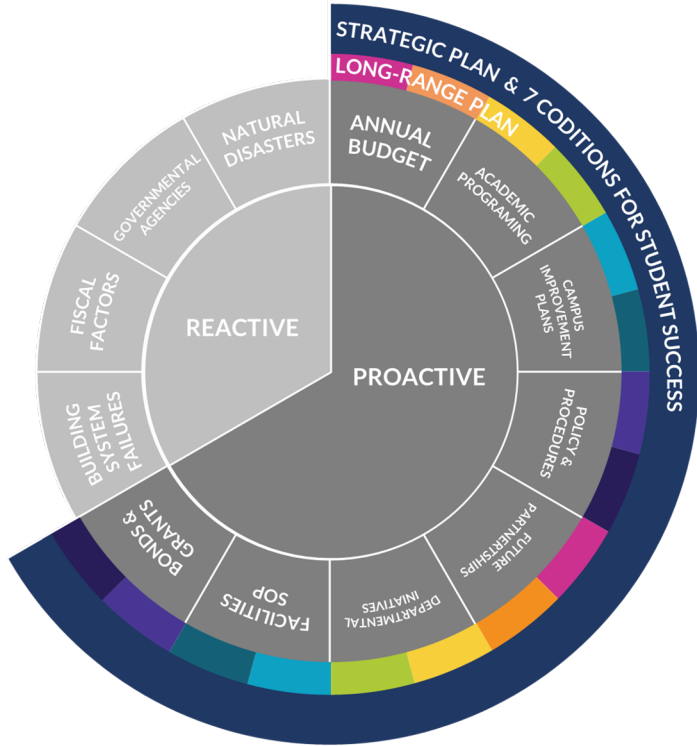 STRATEGIC PLAN & 7 CODITIONS FOR STUDENT SUCCESS
LONG-RANGE PLAN
ANNUAL
BUDGET
ACADEMIC
PROGRAMING
CAMPUS
IMPROVEMENT
PLANS
POLICY &
PROCEDURES
FUTURE
PARTNERTSHIPS
DEPARTMENTAL
INIATIVES
FACILITIES
SOP
BONDS &
GRANTS
BUILDING
SYSTEM
FAILURES
FISCAL
FACTORS
GOVERNMENTAL
AGENCIES
NATURAL
DISASTERS
REACTIVE
PROACTIVE